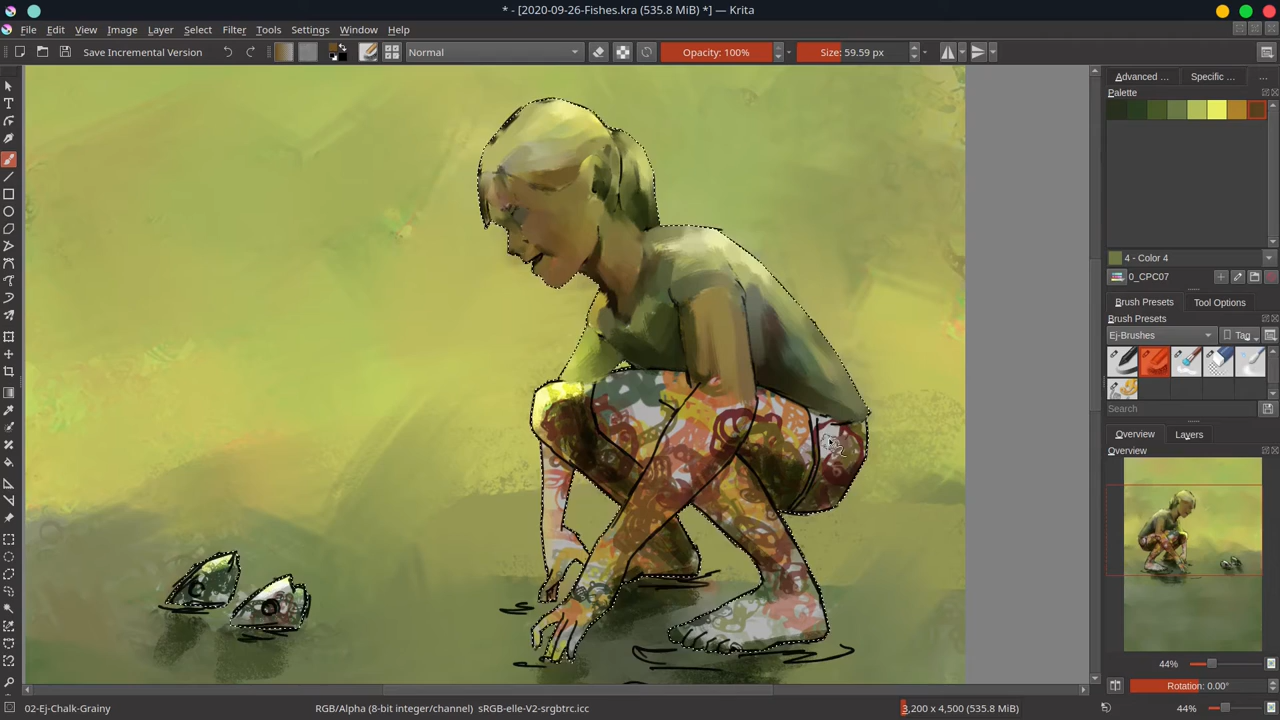 * - [2020-09-26-Fishes.kra (535.8 MiB) *] — Krita
File Edit View Image Layer Select Filter Tools Settings Window Help
Save Incremental Version
Normal
Opacity: 100%
Size: 59.59 px
Advanced ... Specific ... ...
Palette
4 - Color 4
0_CPC07
Brush Presets Tool Options
Brush Presets
Ej-Brushes
Tag
Search
Overview Layers
Overview
44%
Rotation: 0.00°
02-Ej-Chalk-Grainy
RGB/Alpha (8-bit integer/channel) sRGB-elle-V2-srgbtrc.icc
3,200 x 4,500 (535.8 MiB)
44%